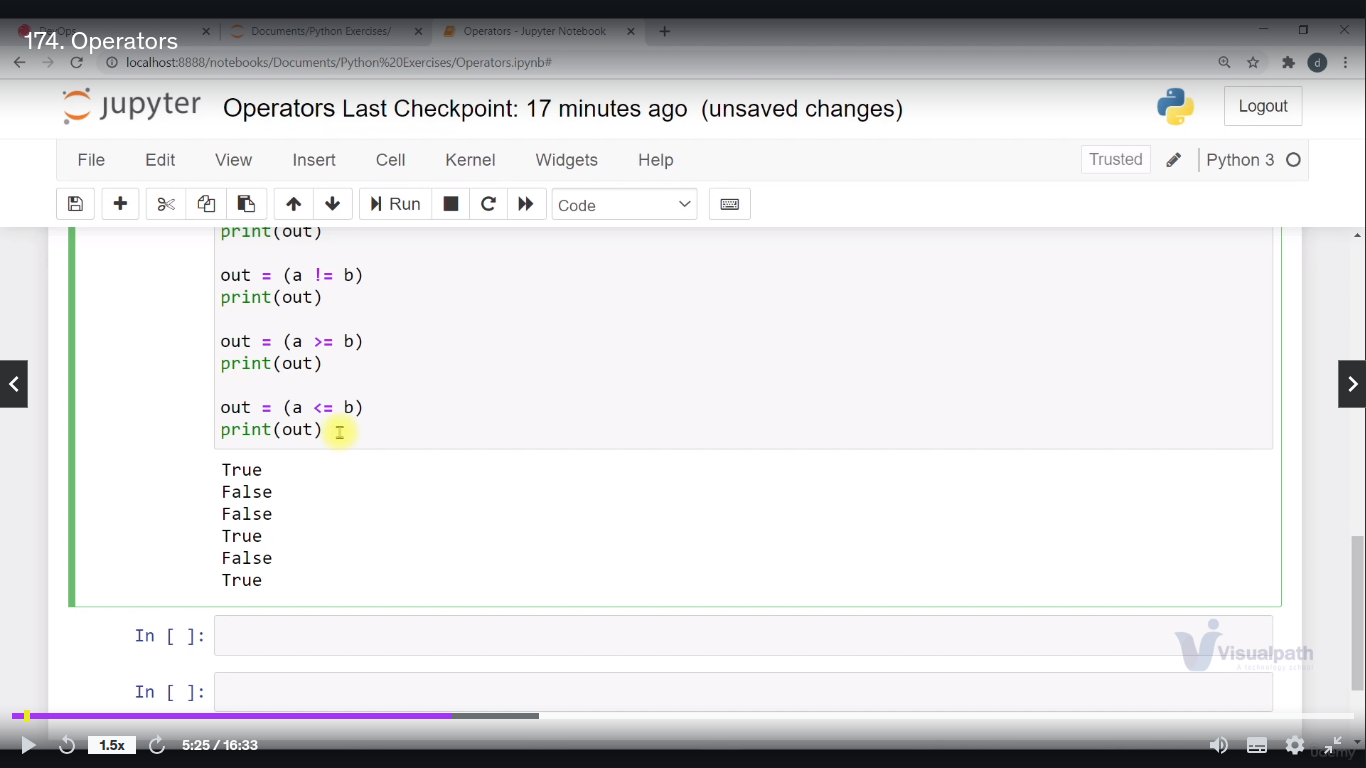 174. Operators
DevOps
Documents/Python Exercises/
Operators - Jupyter Notebook
localhost:8888/notebooks/Documents/Python%20Exercises/Operators.ipynb#
d
jupyter Operators Last Checkpoint: 17 minutes ago (unsaved changes)
Logout
File Edit View Insert Cell Kernel Widgets Help
Trusted
Python 3
Run
Code
print(out)
out = (a != b)
print(out)
out = (a >= b)
print(out)
out = (a <= b)
print(out)
True
False
False
True
False
True
In [ ]:
Visualpath
A technology school
In [ ]:
1.5x
5:25 / 16:33
udemy